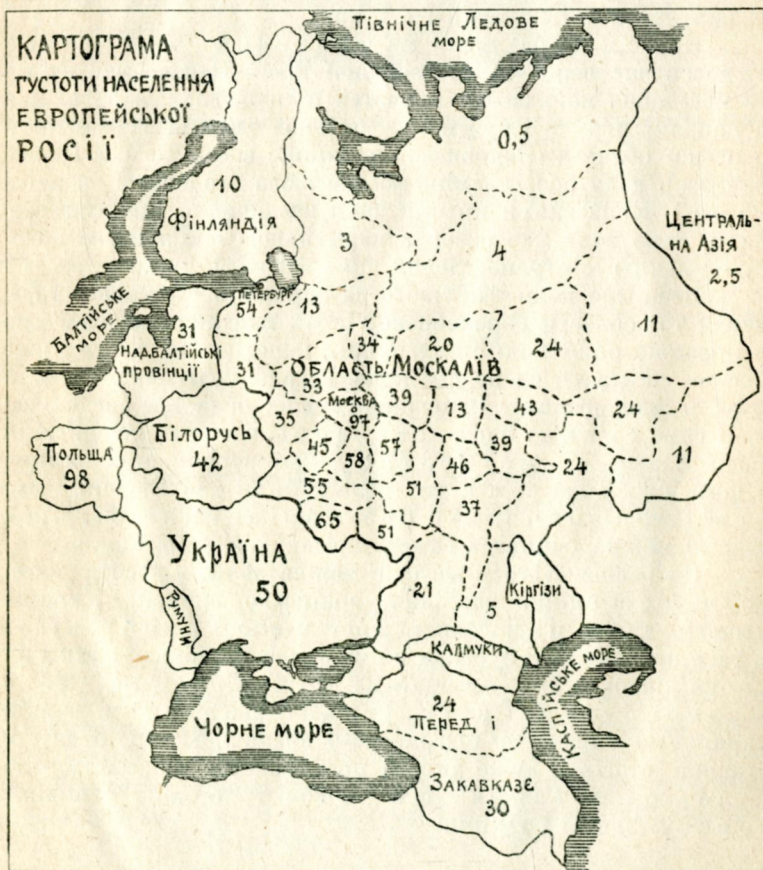 КАРТОГРАМА
ГУСТОТИ НАСЕЛЕННЯ
ЕВРОПЕЙСЬКОЇ
РОСІЇ
ПІВНІЧНЕ ЛЕДОВЕ
МОРЕ
0,5
10
ФІНЛЯНДІЯ
3
4
ЦЕНТРАЛЬ-
НА АЗІЯ
2,5
БАЛТІЙСЬКЕ
МОРЕ
ПЕТЕРБУРГ
54
13
31
НАДБАЛТІЙСЬКІ
ПРОВІНЦІЇ
31
34
20
24
11
ОБЛАСТЬ МОСКАЛІВ
33
МОСКВА
97
39
13
43
24
11
35
БІЛОРУСЬ
42
ПОЛЬЩА
98
45
58
57
46
39
24
55
51
37
65
51
УКРАЇНА
50
21
5
КІРГІЗИ
РУМУНИ
КАЛМУКИ
КАСПІЙСЬКЕ МОРЕ
24
ПЕРЕД І
ЧОРНЕ МОРЕ
ЗАКАВКАЗЕ
30